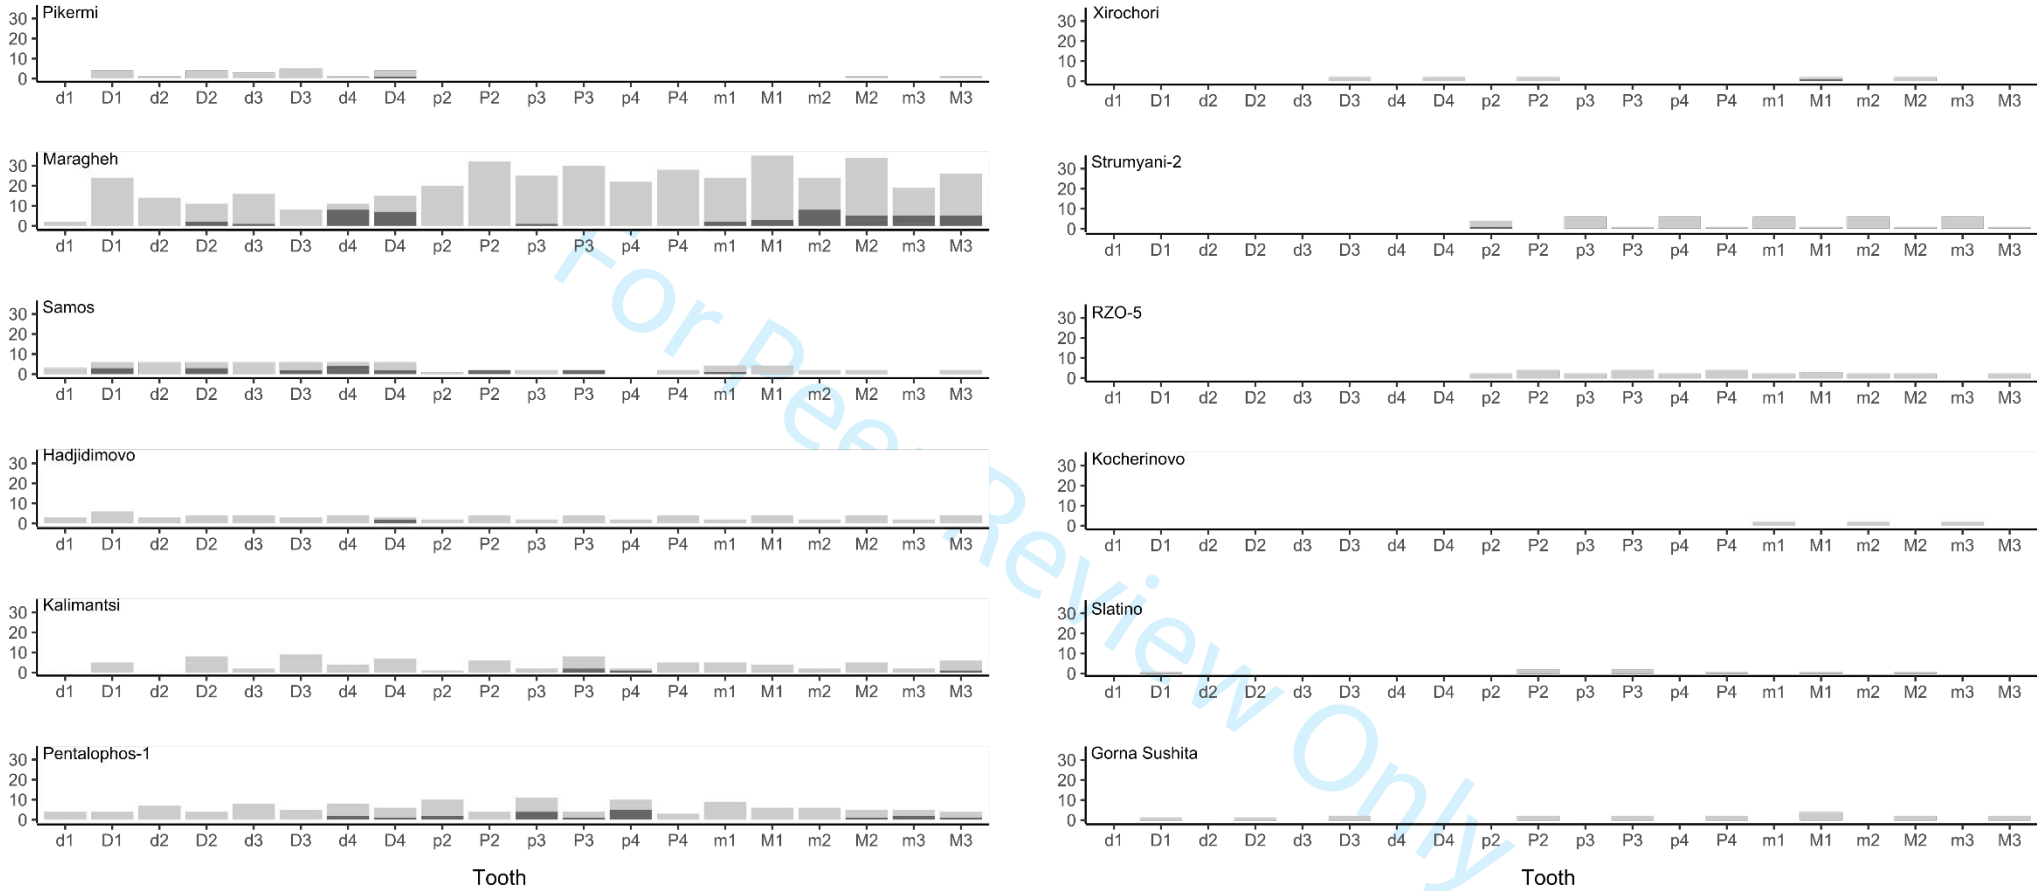 Pikermi
30
20
10
0
d1 D1 d2 D2 d3 D3 d4 D4 p2 P2 p3 P3 p4 P4 m1 M1 m2 M2 m3 M3
Maragheh
30
20
10
0
d1 D1 d2 D2 d3 D3 d4 D4 p2 P2 p3 P3 p4 P4 m1 M1 m2 M2 m3 M3
Samos
30
20
10
0
d1 D1 d2 D2 d3 D3 d4 D4 p2 P2 p3 P3 p4 P4 m1 M1 m2 M2 m3 M3
Hadjidimovo
30
20
10
0
d1 D1 d2 D2 d3 D3 d4 D4 p2 P2 p3 P3 p4 P4 m1 M1 m2 M2 m3 M3
Kalimantsi
30
20
10
0
d1 D1 d2 D2 d3 D3 d4 D4 p2 P2 p3 P3 p4 P4 m1 M1 m2 M2 m3 M3
Pentalophos-1
30
20
10
0
d1 D1 d2 D2 d3 D3 d4 D4 p2 P2 p3 P3 p4 P4 m1 M1 m2 M2 m3 M3
Tooth
Xirochori
30
20
10
0
d1 D1 d2 D2 d3 D3 d4 D4 p2 P2 p3 P3 p4 P4 m1 M1 m2 M2 m3 M3
Strumyani-2
30
20
10
0
d1 D1 d2 D2 d3 D3 d4 D4 p2 P2 p3 P3 p4 P4 m1 M1 m2 M2 m3 M3
RZO-5
30
20
10
0
d1 D1 d2 D2 d3 D3 d4 D4 p2 P2 p3 P3 p4 P4 m1 M1 m2 M2 m3 M3
Kocherinovo
30
20
10
0
d1 D1 d2 D2 d3 D3 d4 D4 p2 P2 p3 P3 p4 P4 m1 M1 m2 M2 m3 M3
Slatino
30
20
10
0
d1 D1 d2 D2 d3 D3 d4 D4 p2 P2 p3 P3 p4 P4 m1 M1 m2 M2 m3 M3
Gorna Sushita
30
20
10
0
d1 D1 d2 D2 d3 D3 d4 D4 p2 P2 p3 P3 p4 P4 m1 M1 m2 M2 m3 M3
Tooth
For Peer Review Only